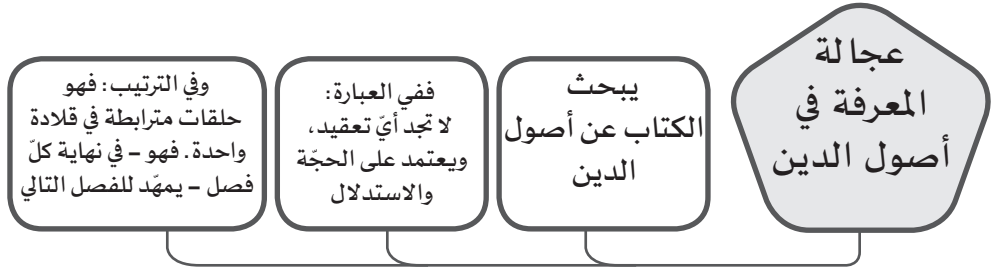 عجالة
المعرفة في
أصول الدين
يبحث
الكتاب عن أصول
الدين
ففي العبارة:
لا تجد أيّ تعقيد،
ويعتمد على الحجّة
والاستدلال
وفي الترتيب: فهو
حلقات مترابطة في قلادة
واحدة. فهو – في نهاية كلّ
فصل – يمهّد للفصل التالي